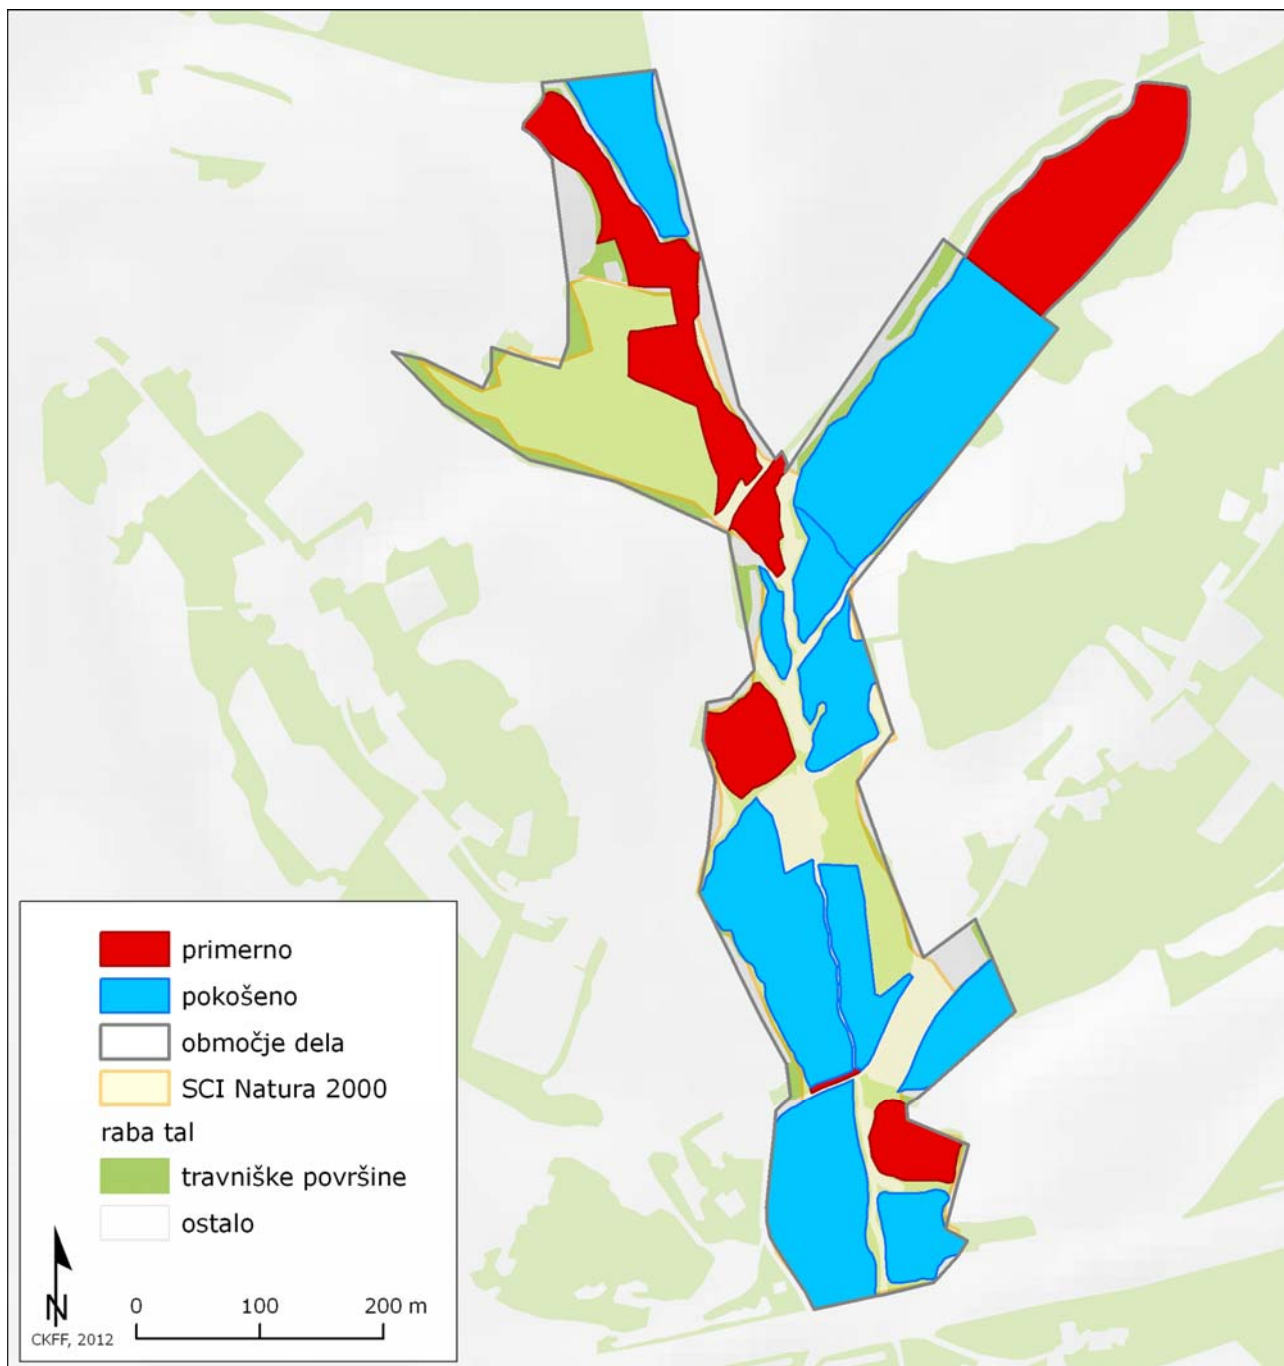 primerno
pokošeno
območje dela
SCI Natura 2000
raba tal
travniške površine
ostalo
N
0 100 200 m
CKFF, 2012